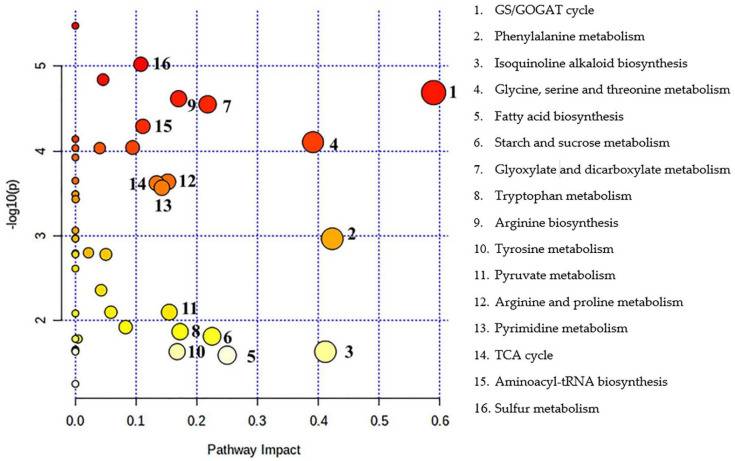 1. GS/GOGAT cycle
2. Phenylalanine metabolism
3. Isoquinoline alkaloid biosynthesis
4. Glycine, serine and threonine metabolism
5. Fatty acid biosynthesis
6. Starch and sucrose metabolism
7. Glyoxylate and dicarboxylate metabolism
8. Tryptophan metabolism
9. Arginine biosynthesis
10. Tyrosine metabolism
11. Pyruvate metabolism
12. Arginine and proline metabolism
13. Pyrimidine metabolism
14. TCA cycle
15. Aminoacyl-tRNA biosynthesis
16. Sulfur metabolism
-log10(p)
5
4
3
2
16
1
9 7
15
4
14 12
13
2
11
8 6
10 5 3
0.0 0.1 0.2 0.3 0.4 0.5 0.6
Pathway Impact